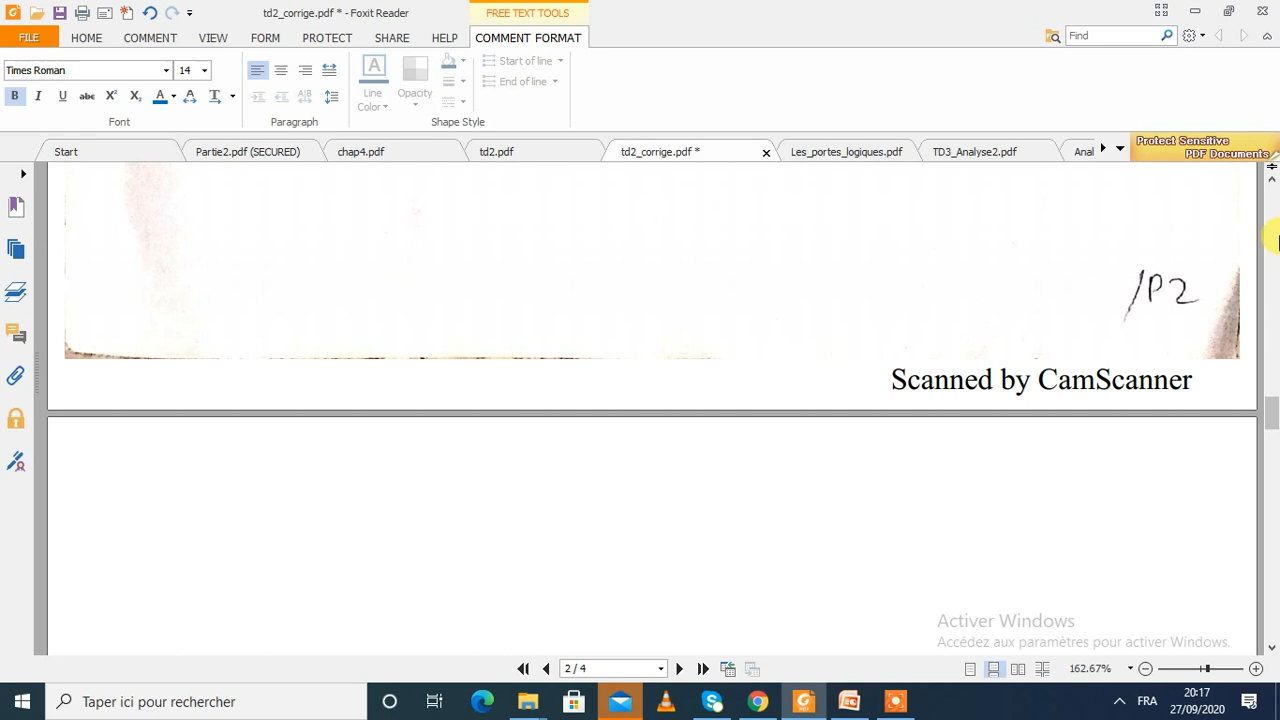 td2_corrige.pdf * - Foxit Reader
FREE TEXT TOOLS
FILE
HOME
COMMENT
VIEW
FORM
PROTECT
SHARE
HELP
COMMENT FORMAT
Find
Times Roman
14
Line Color
Opacity
Start of line
End of line
B I U abc X² X₂ A A T
Font
Paragraph
Shape Style
Start
Partie2.pdf (SECURED)
chap4.pdf
td2.pdf
td2_corrige.pdf *
Les_portes_logiques.pdf
TD3_Analyse2.pdf
Anal
Protect Sensitive
PDF Documents
/P2
Scanned by CamScanner
Activer Windows
Accédez aux paramètres pour activer Windows.
2 / 4
162.67%
Taper ici pour rechercher
FRA
20:17
27/09/2020